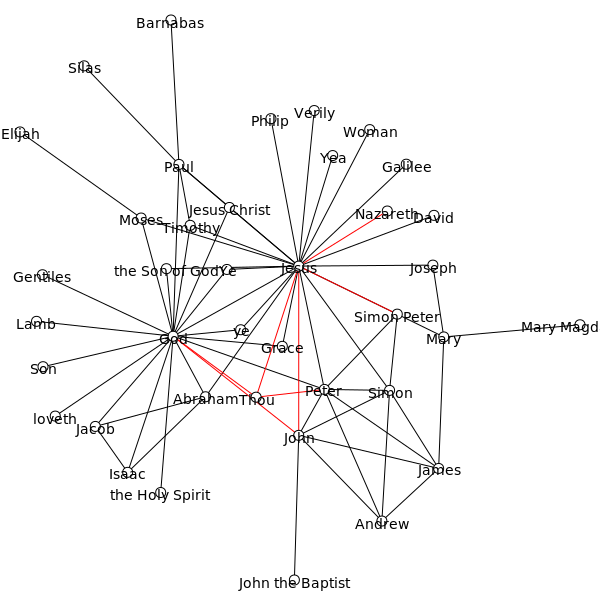 Barnabas
Silas
Philip
Verily
Elijah
Woman
Yea
Paul
Galilee
Jesus Christ
Nazareth
David
Moses
Timothy
the Son of God
Ye
Jesus
Joseph
Gentiles
Simon Peter
Lamb
ye
Mary Magd
God
Grace
Mary
Son
Peter
Simon
Abraham
Thou
loveth
Jacob
John
Isaac
James
the Holy Spirit
Andrew
John the Baptist